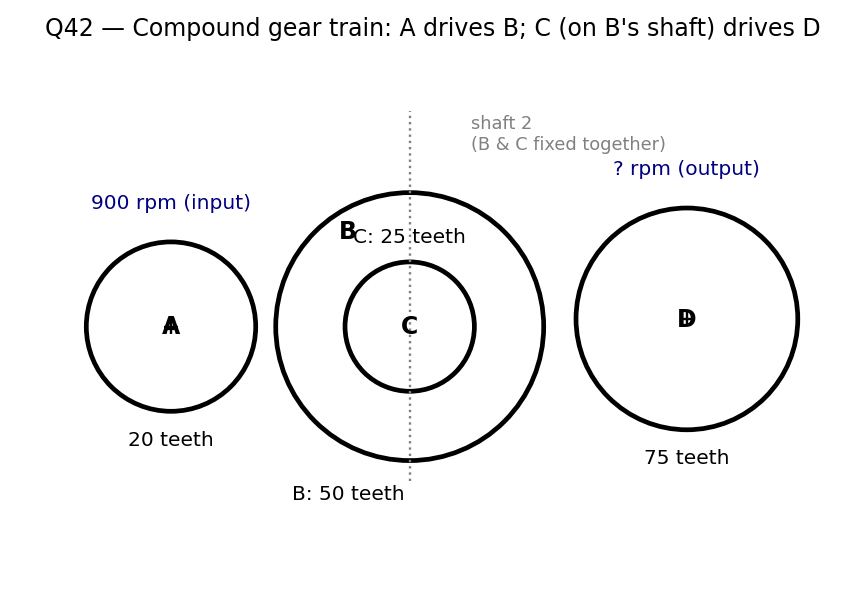 Q42 — Compound gear train: A drives B; C (on B's shaft) drives D
shaft 2
(B & C fixed together)
? rpm (output)
900 rpm (input)
B
C: 25 teeth
A
C
D
20 teeth
75 teeth
B: 50 teeth